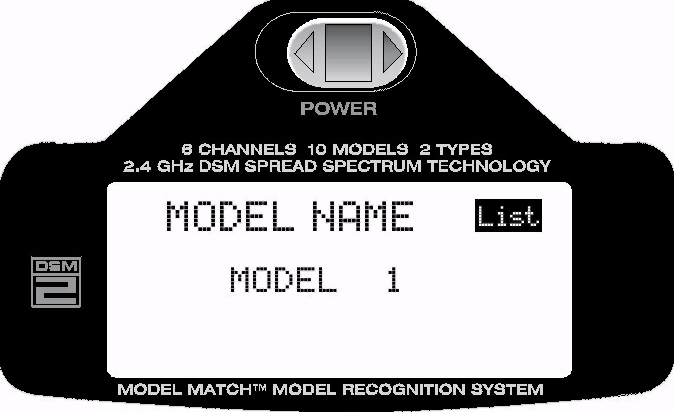 POWER
6 CHANNELS 10 MODELS 2 TYPES
2.4 GHz DSM SPREAD SPECTRUM TECHNOLOGY
MODEL NAME List
MODEL 1
DSM
2
MODEL MATCH™ MODEL RECOGNITION SYSTEM